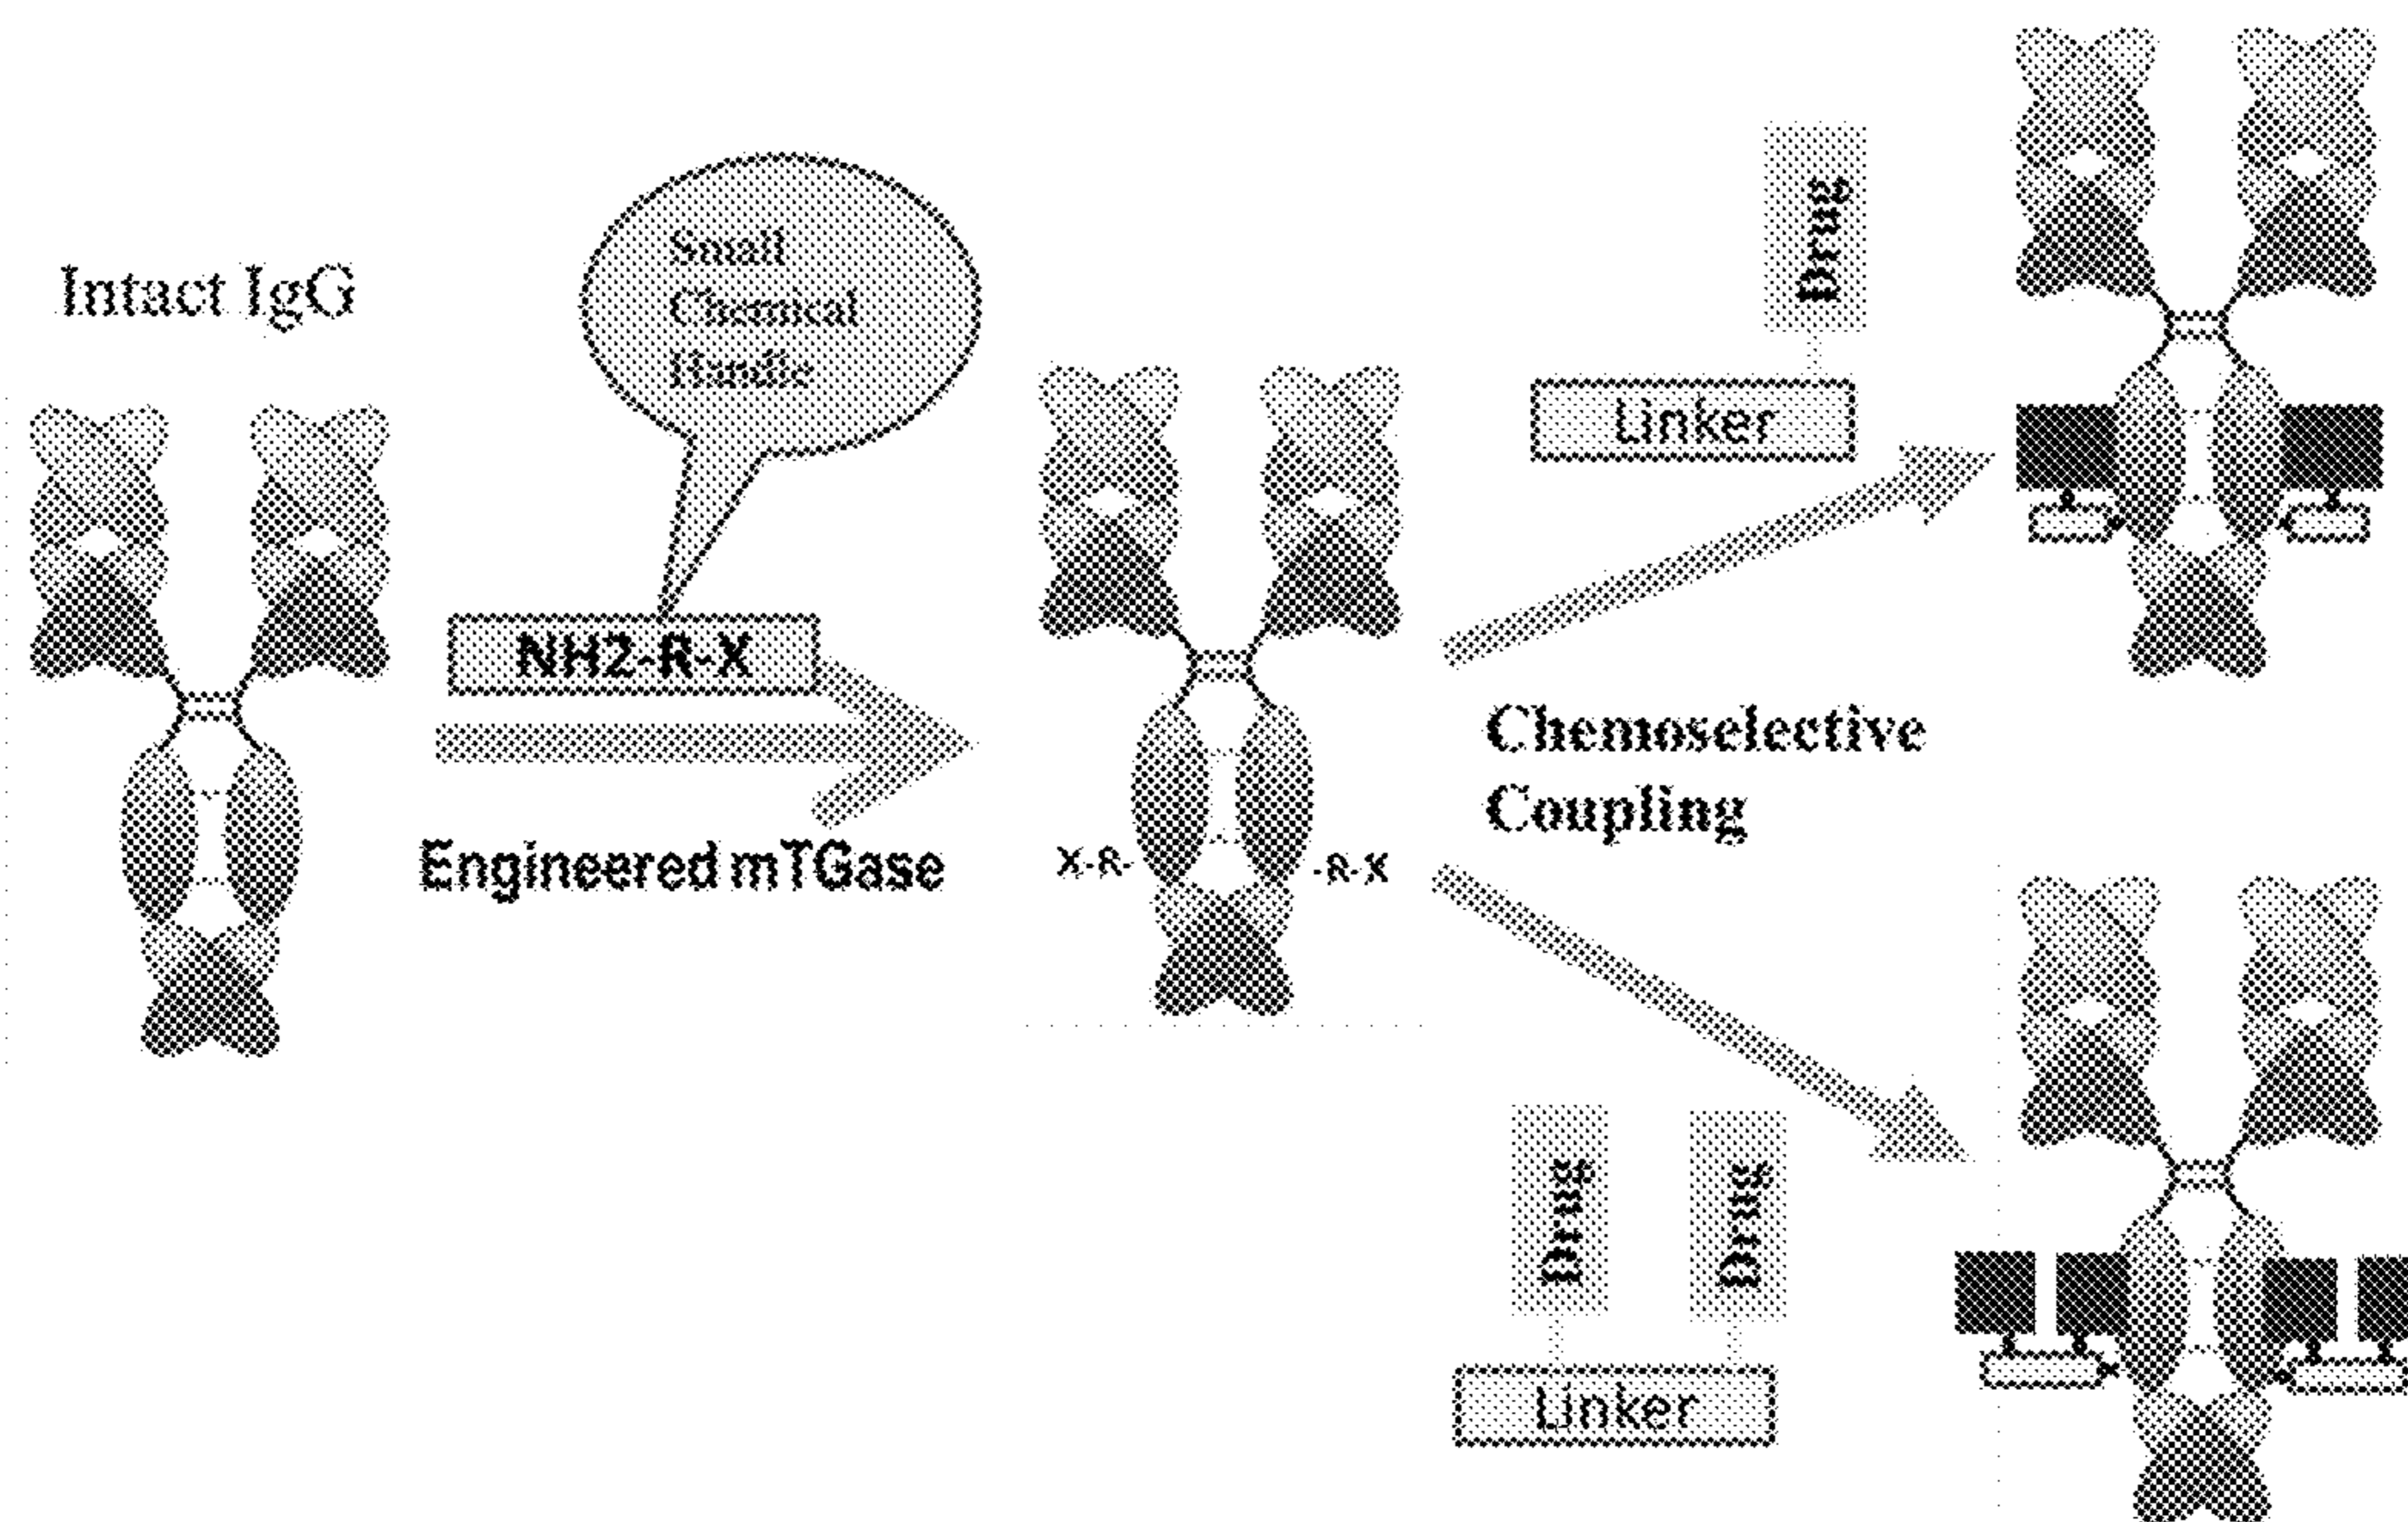 Intact IgG
Small
Chemical
Handle
NH2-R-X
Engineered mTGase
X-R-
-R-X
Drug
Linker
Chemoselective
Coupling
Drug
Drug
Linker